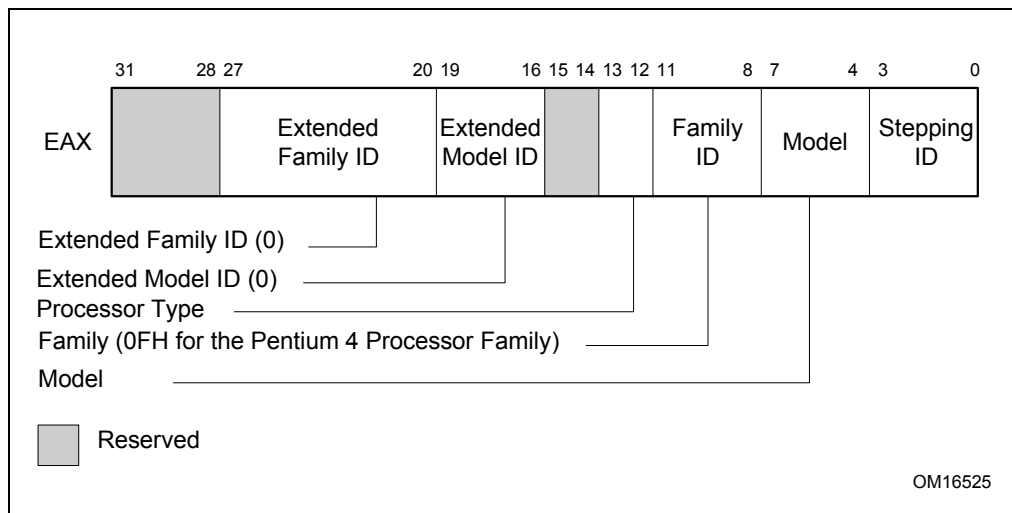 31 28 27 20 19 16 15 14 13 12 11 8 7 4 3 0
EAX
Extended Family ID
Extended Model ID
Family ID
Model
Stepping ID
Extended Family ID (0)
Extended Model ID (0)
Processor Type
Family (0FH for the Pentium 4 Processor Family)
Model
Reserved
OM16525